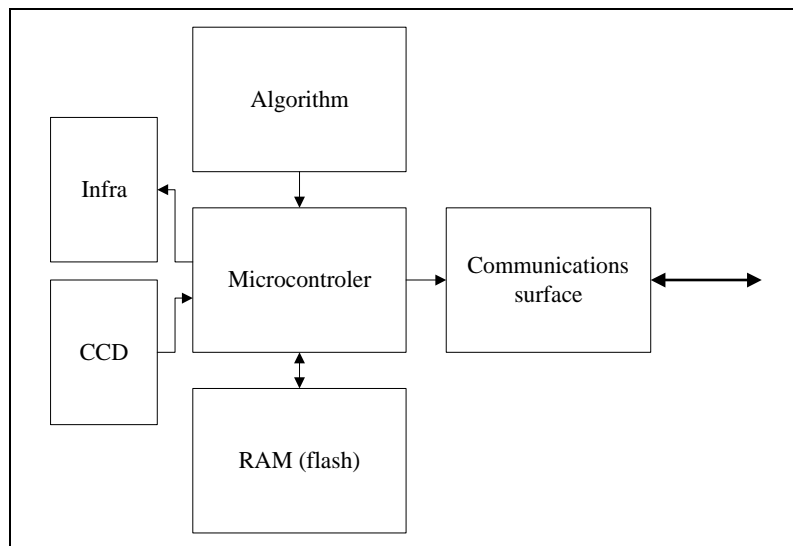 Algorithm
Infra
Microcontroler
Communications
surface
CCD
RAM (flash)